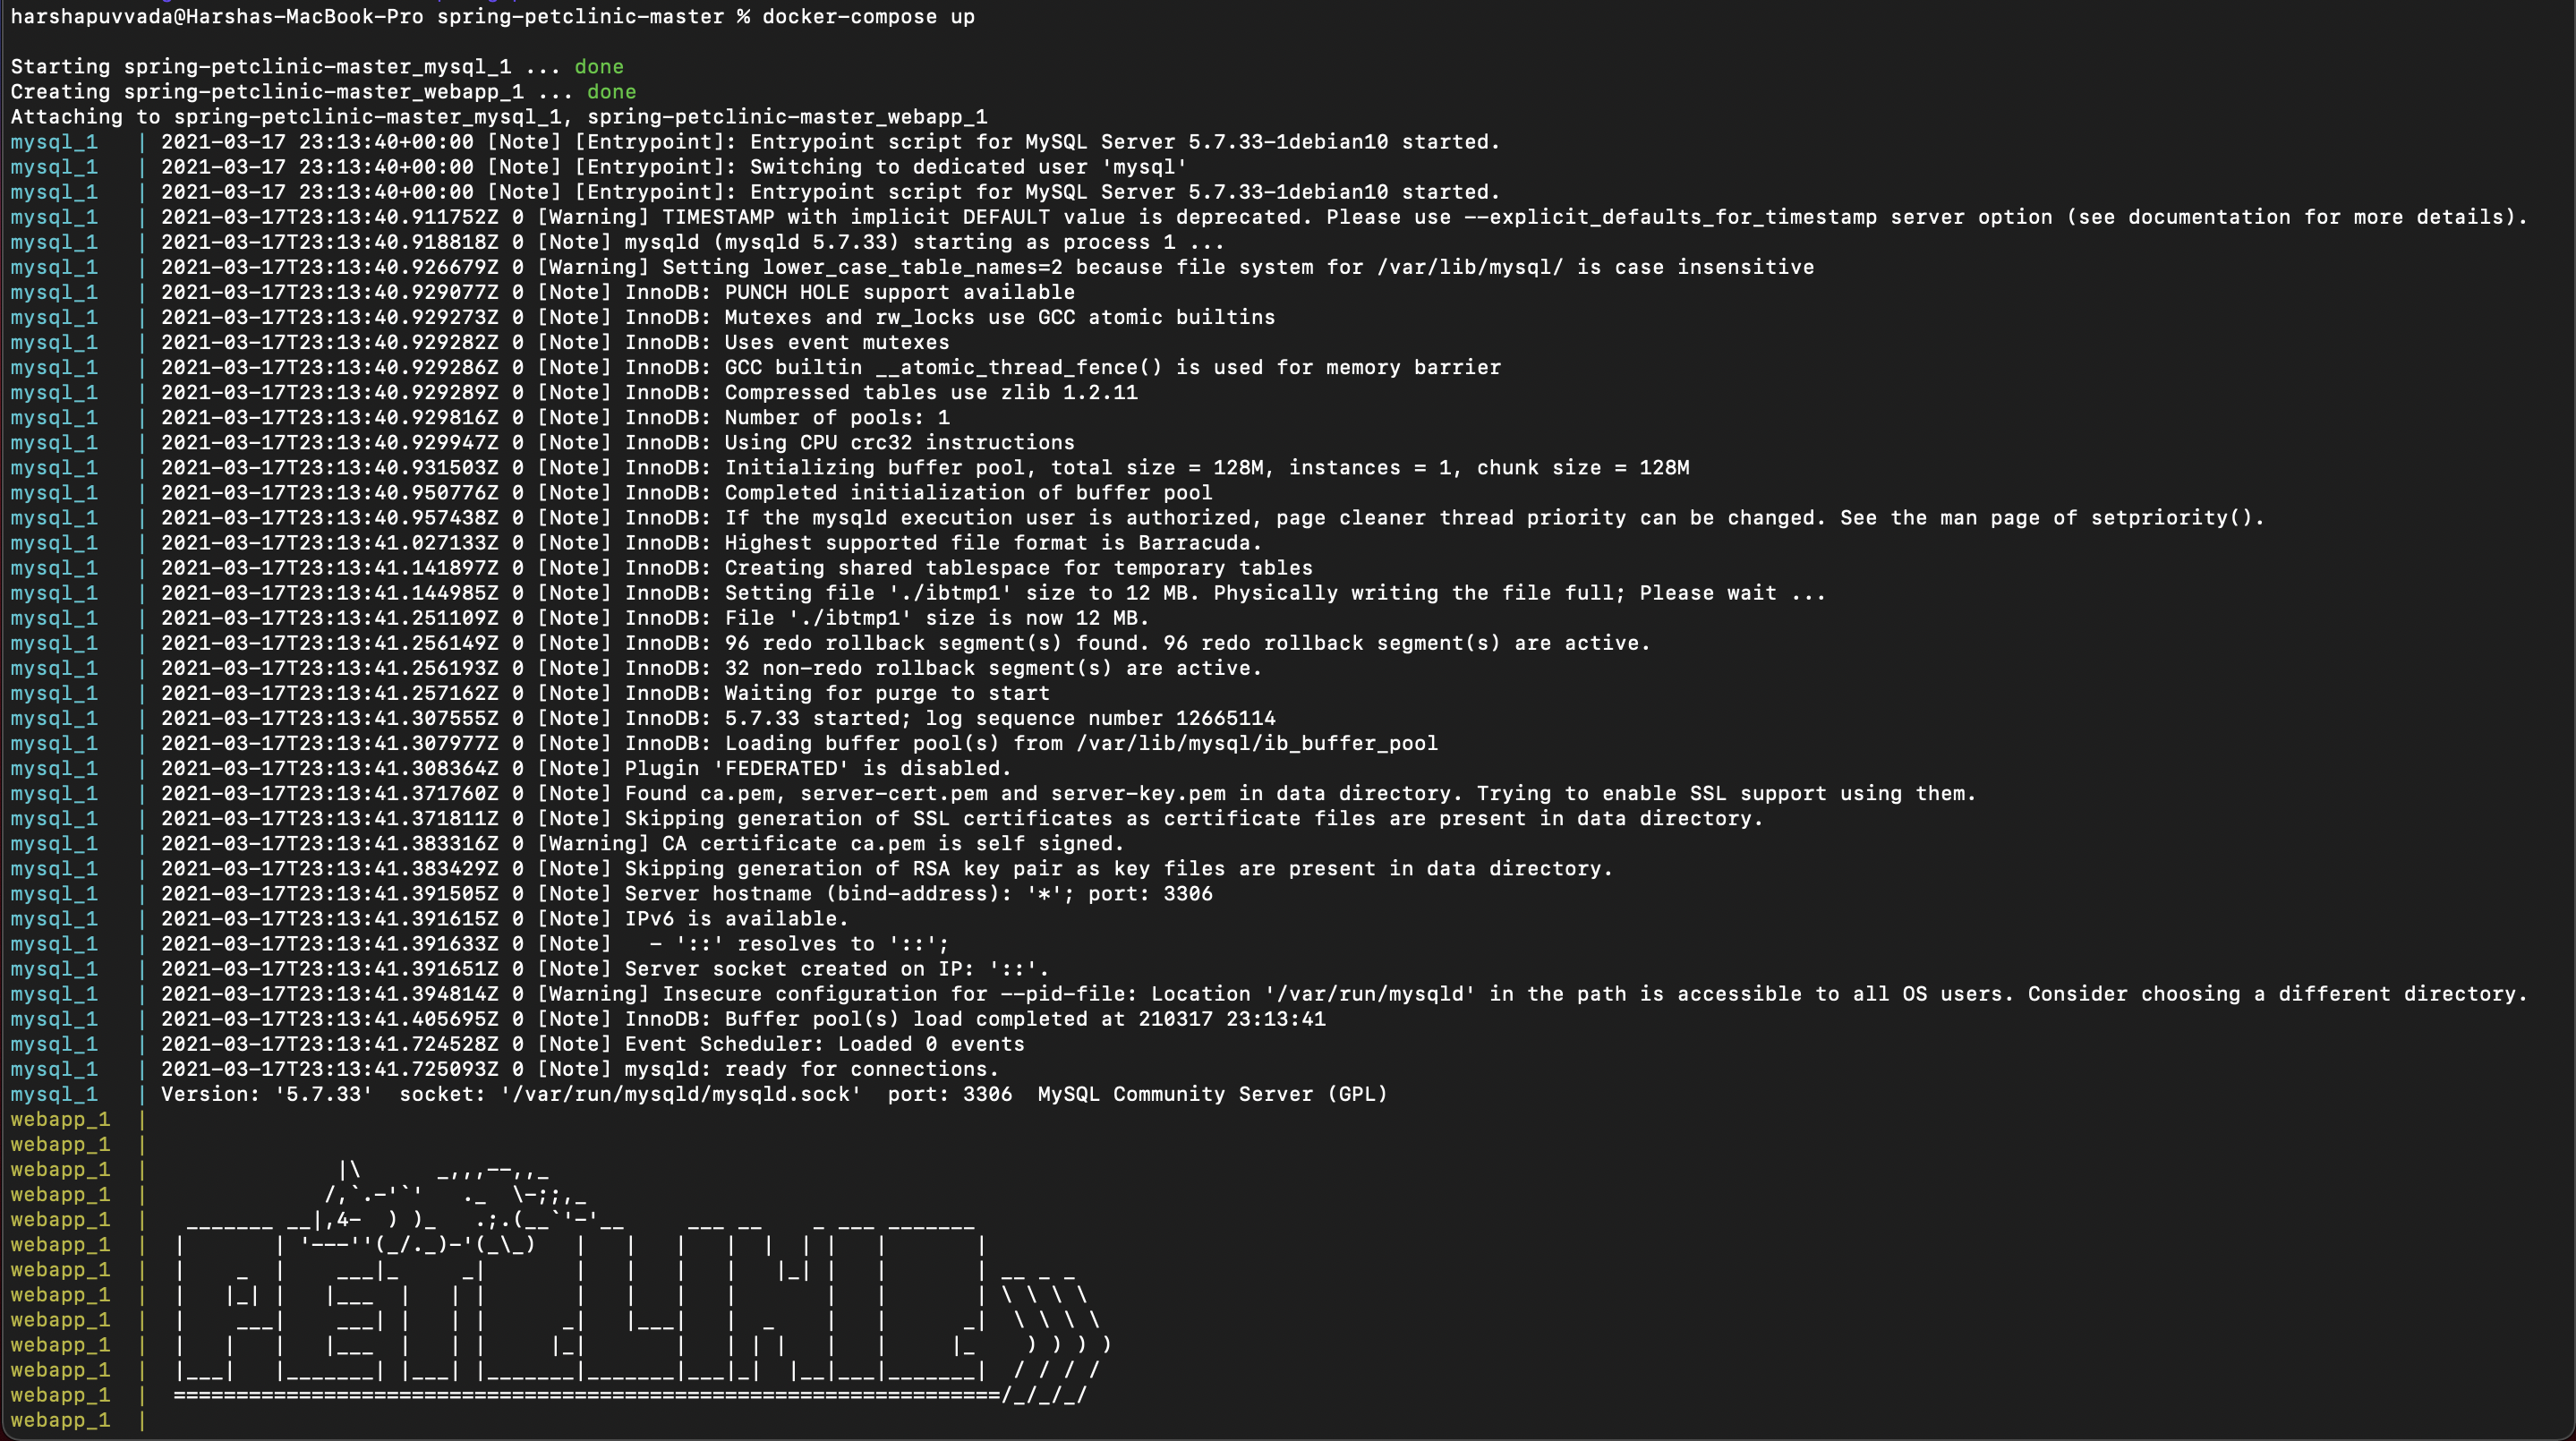 harshapuvvada@Harshas-MacBook-Pro spring-petclinic-master % docker-compose up
Starting spring-petclinic-master_mysql_1 ... done
Creating spring-petclinic-master_webapp_1 ... done
Attaching to spring-petclinic-master_mysql_1, spring-petclinic-master_webapp_1
mysql_1   | 2021-03-17 23:13:40+00:00 [Note] [Entrypoint]: Entrypoint script for MySQL Server 5.7.33-1debian10 started.
mysql_1   | 2021-03-17 23:13:40+00:00 [Note] [Entrypoint]: Switching to dedicated user 'mysql'
mysql_1   | 2021-03-17 23:13:40+00:00 [Note] [Entrypoint]: Entrypoint script for MySQL Server 5.7.33-1debian10 started.
mysql_1   | 2021-03-17T23:13:40.911752Z 0 [Warning] TIMESTAMP with implicit DEFAULT value is deprecated. Please use --explicit_defaults_for_timestamp server option (see documentation for more details).
mysql_1   | 2021-03-17T23:13:40.918818Z 0 [Note] mysqld (mysqld 5.7.33) starting as process 1 ...
mysql_1   | 2021-03-17T23:13:40.926679Z 0 [Warning] Setting lower_case_table_names=2 because file system for /var/lib/mysql/ is case insensitive
mysql_1   | 2021-03-17T23:13:40.929077Z 0 [Note] InnoDB: PUNCH HOLE support available
mysql_1   | 2021-03-17T23:13:40.929273Z 0 [Note] InnoDB: Mutexes and rw_locks use GCC atomic builtins
mysql_1   | 2021-03-17T23:13:40.929282Z 0 [Note] InnoDB: Uses event mutexes
mysql_1   | 2021-03-17T23:13:40.929286Z 0 [Note] InnoDB: GCC builtin __atomic_thread_fence() is used for memory barrier
mysql_1   | 2021-03-17T23:13:40.929289Z 0 [Note] InnoDB: Compressed tables use zlib 1.2.11
mysql_1   | 2021-03-17T23:13:40.929816Z 0 [Note] InnoDB: Number of pools: 1
mysql_1   | 2021-03-17T23:13:40.929947Z 0 [Note] InnoDB: Using CPU crc32 instructions
mysql_1   | 2021-03-17T23:13:40.931503Z 0 [Note] InnoDB: Initializing buffer pool, total size = 128M, instances = 1, chunk size = 128M
mysql_1   | 2021-03-17T23:13:40.950776Z 0 [Note] InnoDB: Completed initialization of buffer pool
mysql_1   | 2021-03-17T23:13:40.957438Z 0 [Note] InnoDB: If the mysqld execution user is authorized, page cleaner thread priority can be changed. See the man page of setpriority().
mysql_1   | 2021-03-17T23:13:41.027133Z 0 [Note] InnoDB: Highest supported file format is Barracuda.
mysql_1   | 2021-03-17T23:13:41.141897Z 0 [Note] InnoDB: Creating shared tablespace for temporary tables
mysql_1   | 2021-03-17T23:13:41.144985Z 0 [Note] InnoDB: Setting file './ibtmp1' size to 12 MB. Physically writing the file full; Please wait ...
mysql_1   | 2021-03-17T23:13:41.251109Z 0 [Note] InnoDB: File './ibtmp1' size is now 12 MB.
mysql_1   | 2021-03-17T23:13:41.256149Z 0 [Note] InnoDB: 96 redo rollback segment(s) found. 96 redo rollback segment(s) are active.
mysql_1   | 2021-03-17T23:13:41.256193Z 0 [Note] InnoDB: 32 non-redo rollback segment(s) are active.
mysql_1   | 2021-03-17T23:13:41.257162Z 0 [Note] InnoDB: Waiting for purge to start
mysql_1   | 2021-03-17T23:13:41.307555Z 0 [Note] InnoDB: 5.7.33 started; log sequence number 12665114
mysql_1   | 2021-03-17T23:13:41.307977Z 0 [Note] InnoDB: Loading buffer pool(s) from /var/lib/mysql/ib_buffer_pool
mysql_1   | 2021-03-17T23:13:41.308364Z 0 [Note] Plugin 'FEDERATED' is disabled.
mysql_1   | 2021-03-17T23:13:41.371760Z 0 [Note] Found ca.pem, server-cert.pem and server-key.pem in data directory. Trying to enable SSL support using them.
mysql_1   | 2021-03-17T23:13:41.371811Z 0 [Note] Skipping generation of SSL certificates as certificate files are present in data directory.
mysql_1   | 2021-03-17T23:13:41.383316Z 0 [Warning] CA certificate ca.pem is self signed.
mysql_1   | 2021-03-17T23:13:41.383429Z 0 [Note] Skipping generation of RSA key pair as key files are present in data directory.
mysql_1   | 2021-03-17T23:13:41.391505Z 0 [Note] Server hostname (bind-address): '*'; port: 3306
mysql_1   | 2021-03-17T23:13:41.391615Z 0 [Note] IPv6 is available.
mysql_1   | 2021-03-17T23:13:41.391633Z 0 [Note]   - '::' resolves to '::';
mysql_1   | 2021-03-17T23:13:41.391651Z 0 [Note] Server socket created on IP: '::'.
mysql_1   | 2021-03-17T23:13:41.394814Z 0 [Warning] Insecure configuration for --pid-file: Location '/var/run/mysqld' in the path is accessible to all OS users. Consider choosing a different directory.
mysql_1   | 2021-03-17T23:13:41.405695Z 0 [Note] InnoDB: Buffer pool(s) load completed at 210317 23:13:41
mysql_1   | 2021-03-17T23:13:41.724528Z 0 [Note] Event Scheduler: Loaded 0 events
mysql_1   | 2021-03-17T23:13:41.725093Z 0 [Note] mysqld: ready for connections.
mysql_1   | Version: '5.7.33'  socket: '/var/run/mysqld/mysqld.sock'  port: 3306  MySQL Community Server (GPL)
webapp_1  |
webapp_1  |
webapp_1  |                |\      _,,,--,,_
webapp_1  |               /,`.-'`'   ._  \-;;,_
webapp_1  |    _______ __|,4-  ) )_   .;.(__`'-'__     ___ __    _ ___ _______
webapp_1  |   |       | '---''(_/._)-'(_\_)   |   |   |   |  |  | |   |       |
webapp_1  |   |    _  |    ___|_     _|       |   |   |   |   |_| |   |       | __ _ _
webapp_1  |   |   |_| |   |___  |   | |       |   |   |   |       |   |       | \ \ \ \
webapp_1  |   |    ___|    ___| |   | |      _|   |___|   |  _    |   |      _|  \ \ \ \
webapp_1  |   |   |   |   |___  |   | |     |_|       |   | | |   |   |     |_    ) ) ) )
webapp_1  |   |___|   |_______| |___| |_______|_______|___|_|  |__|___|_______|  / / / /
webapp_1  |   ==================================================================/_/_/_/
webapp_1  |